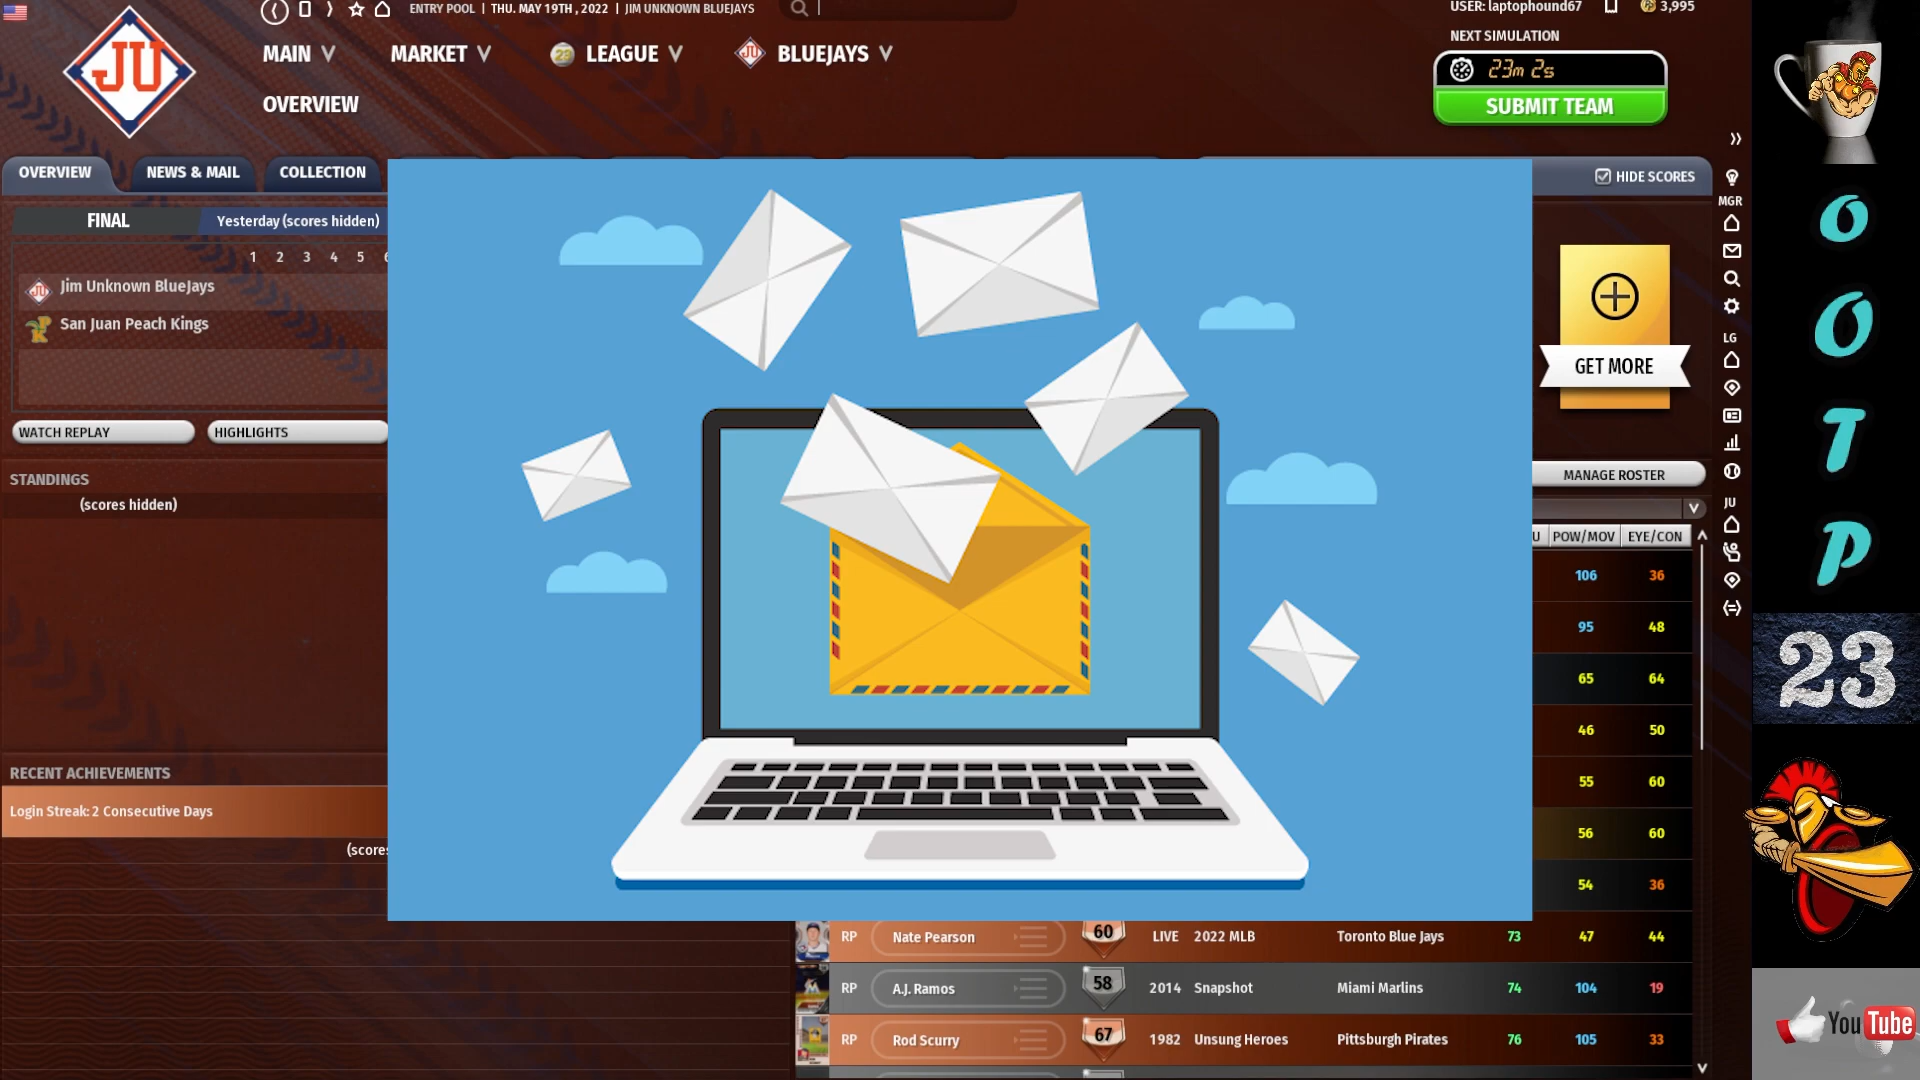 ENTRY POOL | THU. MAY 19TH, 2022 | JIM UNKNOWN BLUEJAYS
USER: laptophound67 3,995
NEXT SIMULATION
JU
MAIN MARKET 23 LEAGUE JU BLUEJAYS
23m 2s
OVERVIEW
SUBMIT TEAM
OVERVIEW NEWS & MAIL COLLECTION
HIDE SCORES
MGR
FINAL Yesterday (scores hidden)
1 2 3 4 5 6
JU Jim Unknown BlueJays
San Juan Peach Kings
LG
GET MORE
WATCH REPLAY HIGHLIGHTS
STANDINGS
MANAGE ROSTER
(scores hidden)
JU
U POW/MOV EYE/CON
106 36
95 48
65 64
46 50
RECENT ACHIEVEMENTS
55 60
Login Streak: 2 Consecutive Days
56 60
(score
54 36
RP Nate Pearson 60 LIVE 2022 MLB Toronto Blue Jays 73 47 44
RP A.J. Ramos 58 2014 Snapshot Miami Marlins 74 104 19
RP Rod Scurry 67 1982 Unsung Heroes Pittsburgh Pirates 76 105 33
O
O
T
P
23
YouTube